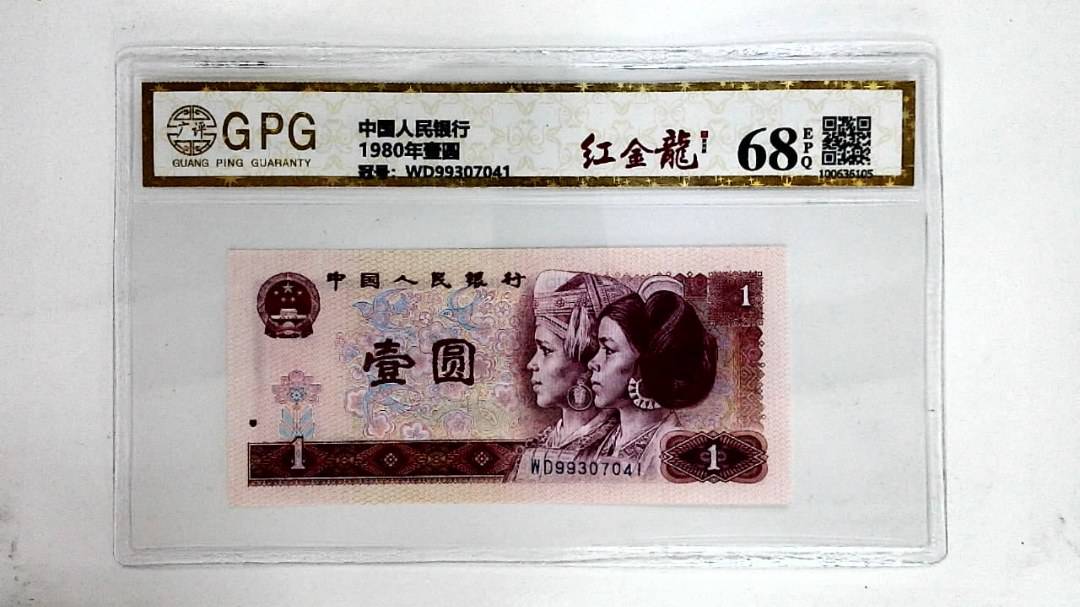 广评
GPG
GUANG PING GUARANTY
中国人民银行
1980年壹圆
冠号：WD99307041
红金龍
68
EPQ
100636105
中国人民银行
1
壹圆
1
WD99307041
1